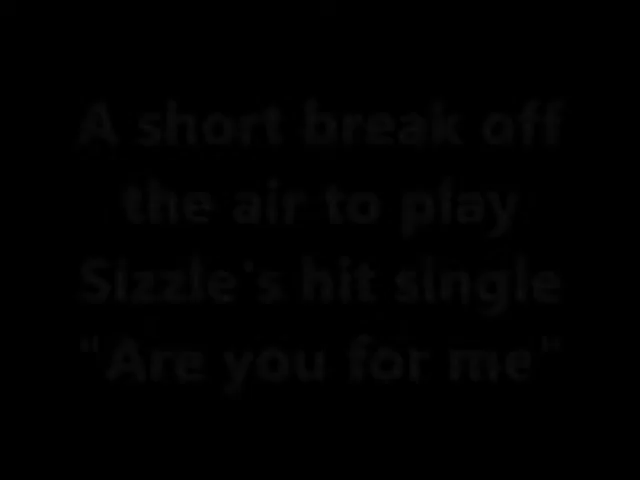 A short break off
the air to play
Sizzle's hit single
"Are you for me"